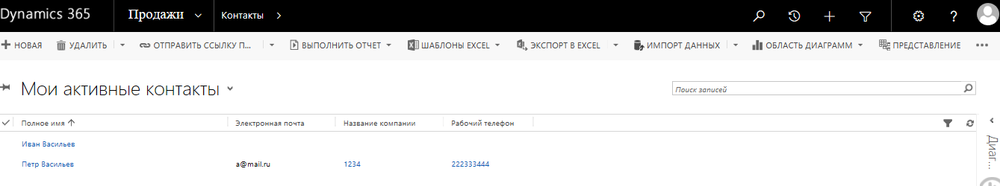 Dynamics 365 Продажи Контакты
НОВАЯ УДАЛИТЬ ОТПРАВИТЬ ССЫЛКУ П... ВЫПОЛНИТЬ ОТЧЕТ ШАБЛОНЫ EXCEL ЭКСПОРТ В EXCEL ИМПОРТ ДАННЫХ ОБЛАСТЬ ДИАГРАММ ПРЕДСТАВЛЕНИЕ
Мои активные контакты Поиск записей
Полное имя Электронная почта Название компании Рабочий телефон
Иван Васильев
Петр Васильев a@mail.ru 1234 222333444
Диаг...